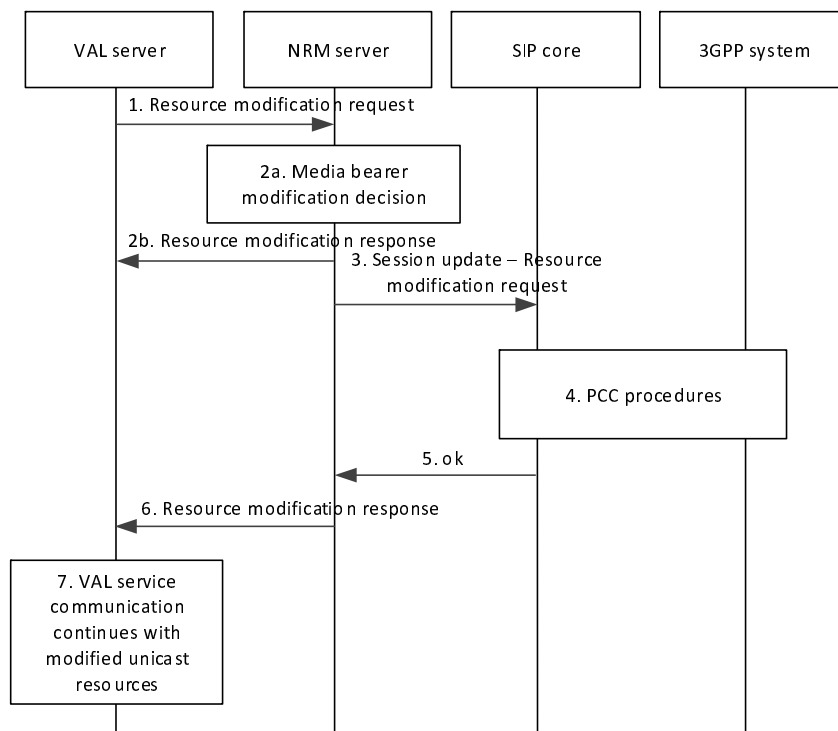 VAL server
NRM server
SIP core
3GPP system
1. Resource modification request
2a. Media bearer
modification decision
2b. Resource modification response
3. Session update – Resource
modification request
4. PCC procedures
5. ok
6. Resource modification response
7. VAL service
communication
continues with
modified unicast
resources